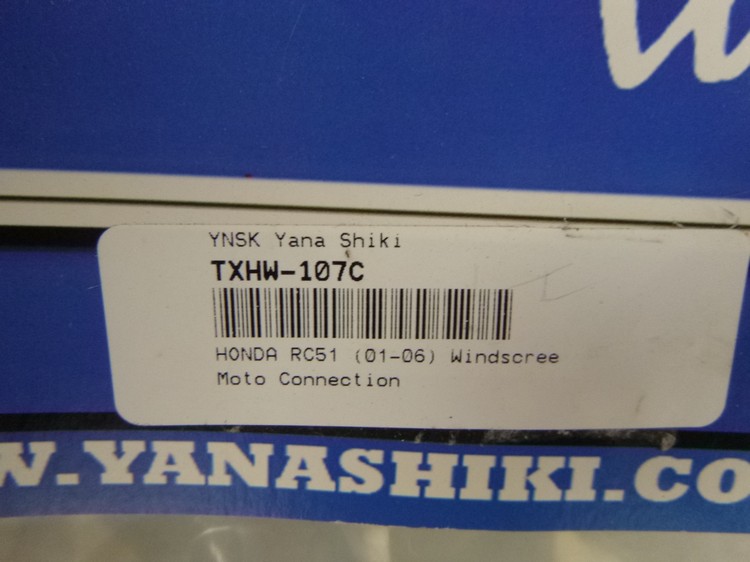 YNSK Yana Shiki
TXHW-107C
HONDA RC51 (01-06) Windscree
Moto Connection
W.YANASHIKI.CO